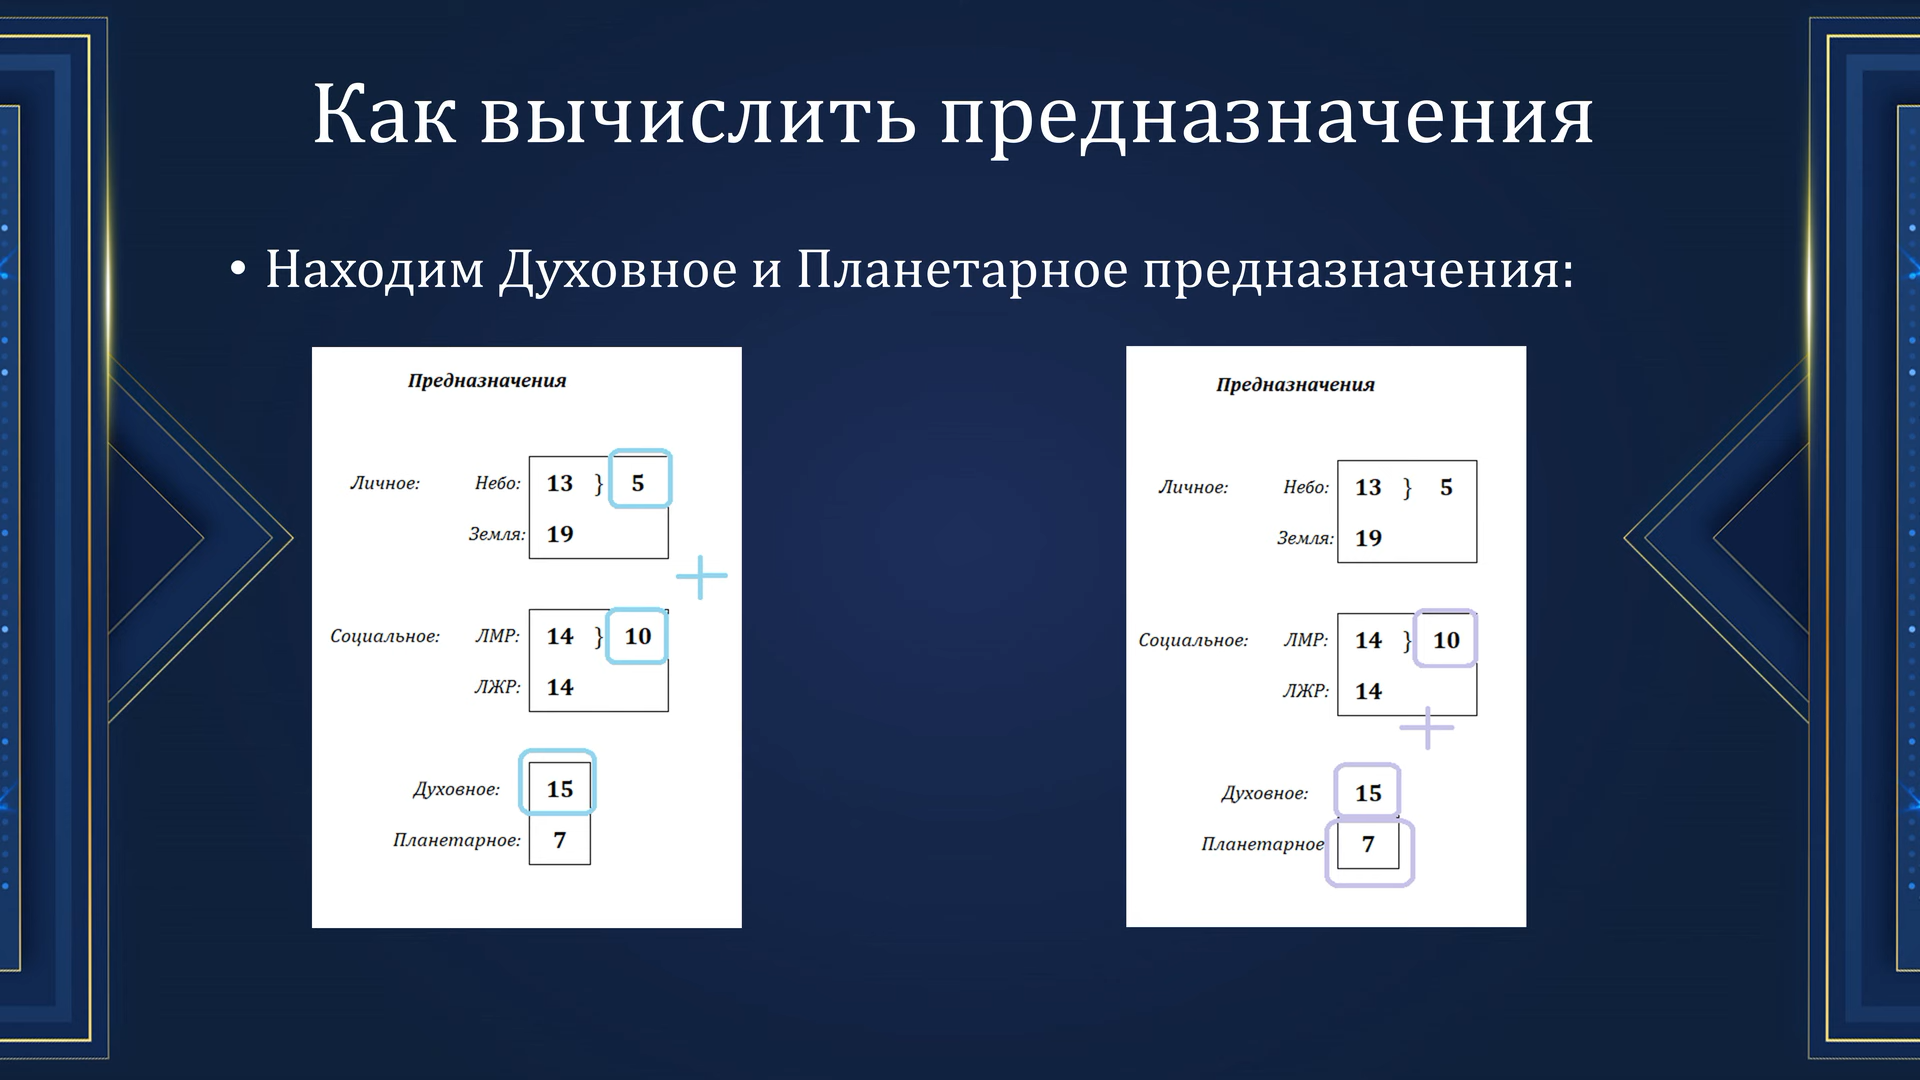 Как вычислить предназначения
• Находим Духовное и Планетарное предназначения:
Предназначения
Личное: Небо: 13 } 5
Земля: 19
Социальное: ЛМР: 14 } 10
ЛЖР: 14
Духовное: 15
Планетарное: 7
Предназначения
Личное: Небо: 13 } 5
Земля: 19
Социальное: ЛМР: 14 } 10
ЛЖР: 14
Духовное: 15
Планетарное 7